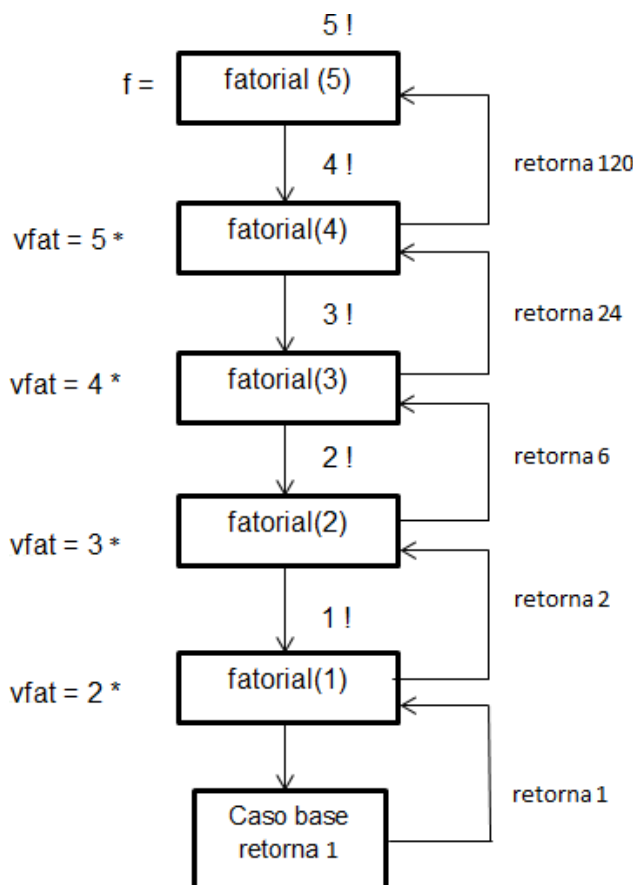 5 !
f =
fatorial (5)
4 !
retorna 120
vfat = 5 *
fatorial(4)
3 !
retorna 24
vfat = 4 *
fatorial(3)
2 !
retorna 6
vfat = 3 *
fatorial(2)
1 !
retorna 2
vfat = 2 *
fatorial(1)
retorna 1
Caso base
retorna 1